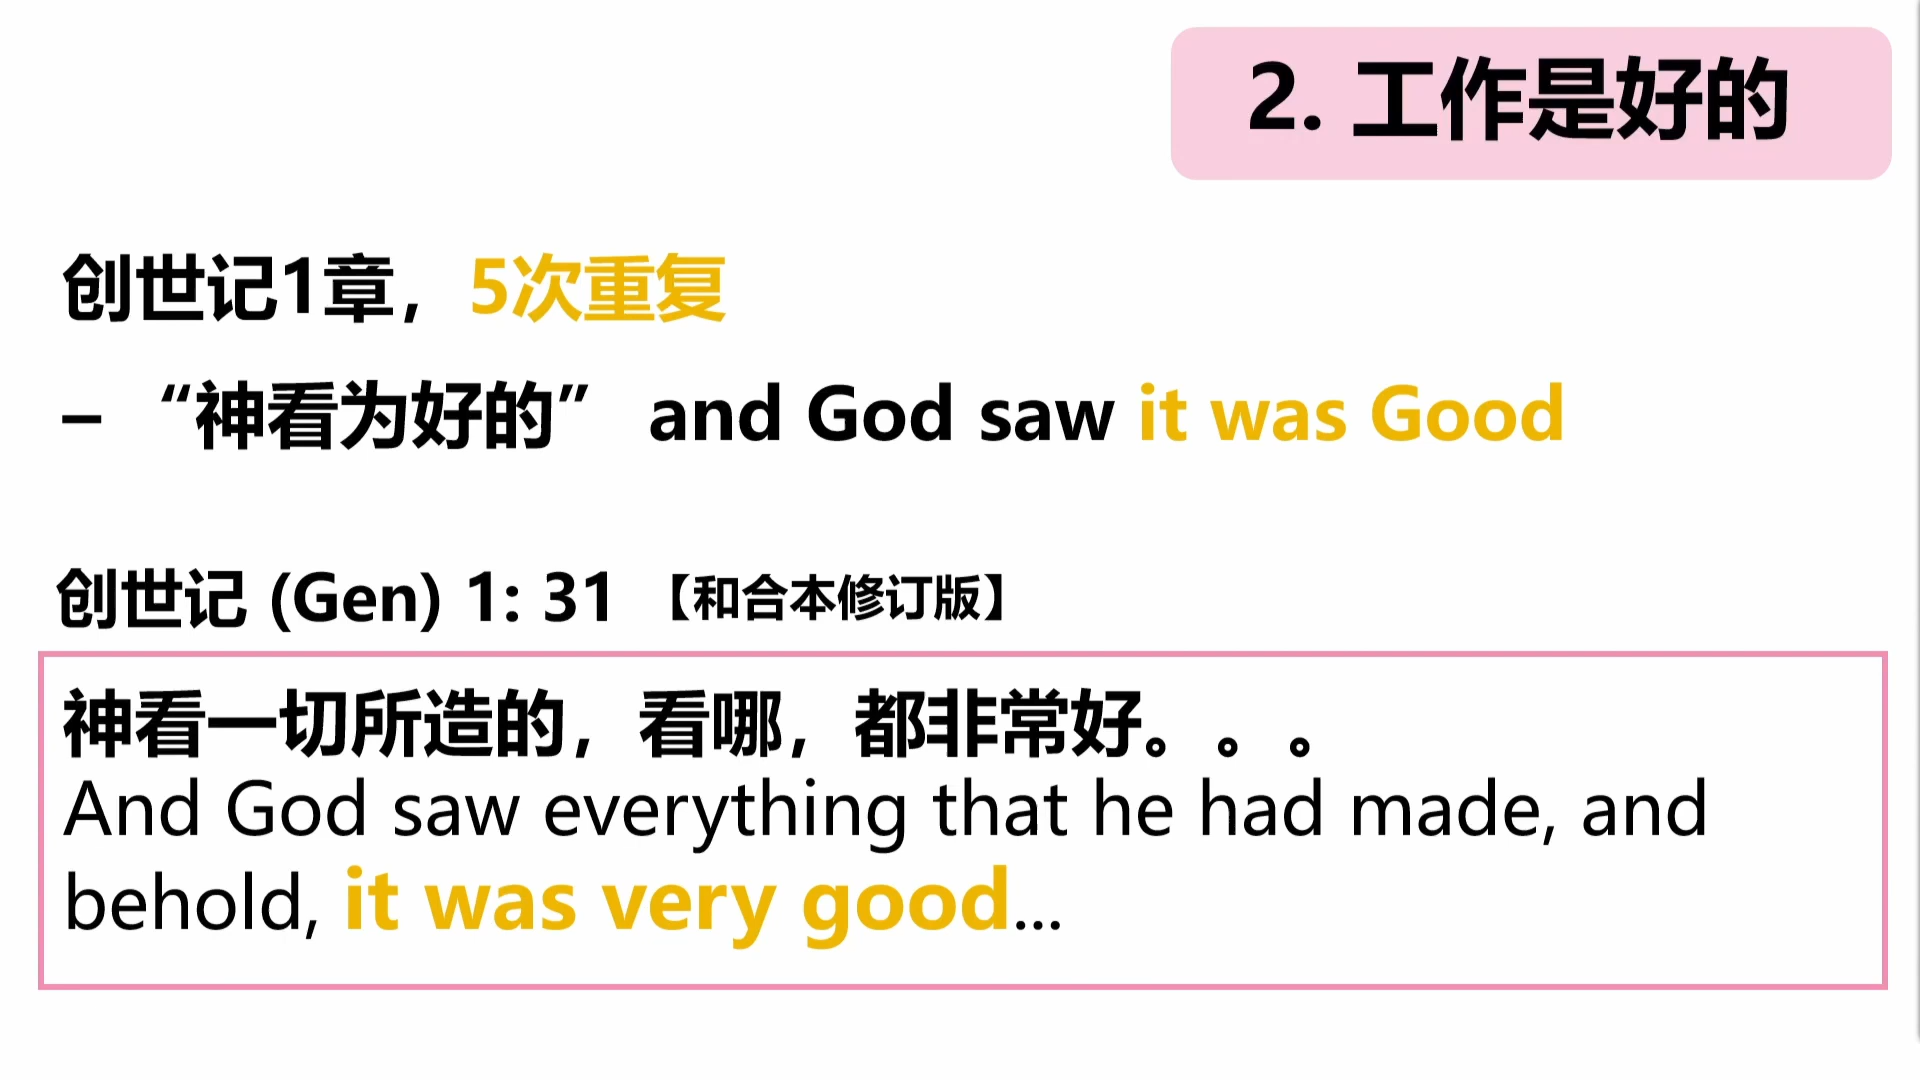 2. 工作是好的
创世记1章，5次重复
– “神看为好的” and God saw it was Good
创世记 (Gen) 1: 31 【和合本修订版】
神看一切所造的，看哪，都非常好。。。
And God saw everything that he had made, and
behold, it was very good...